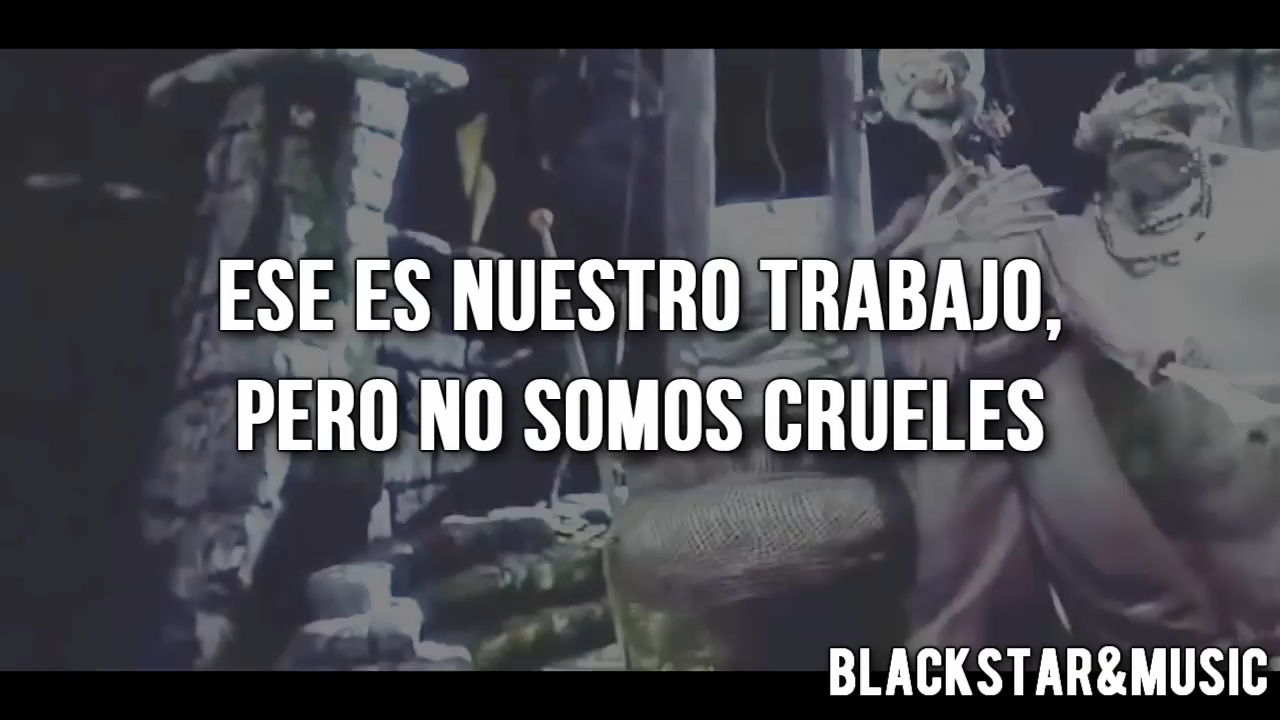 ESE ES NUESTRO TRABAJO,
PERO NO SOMOS CRUELES
BLACKSTAR&MUSIC